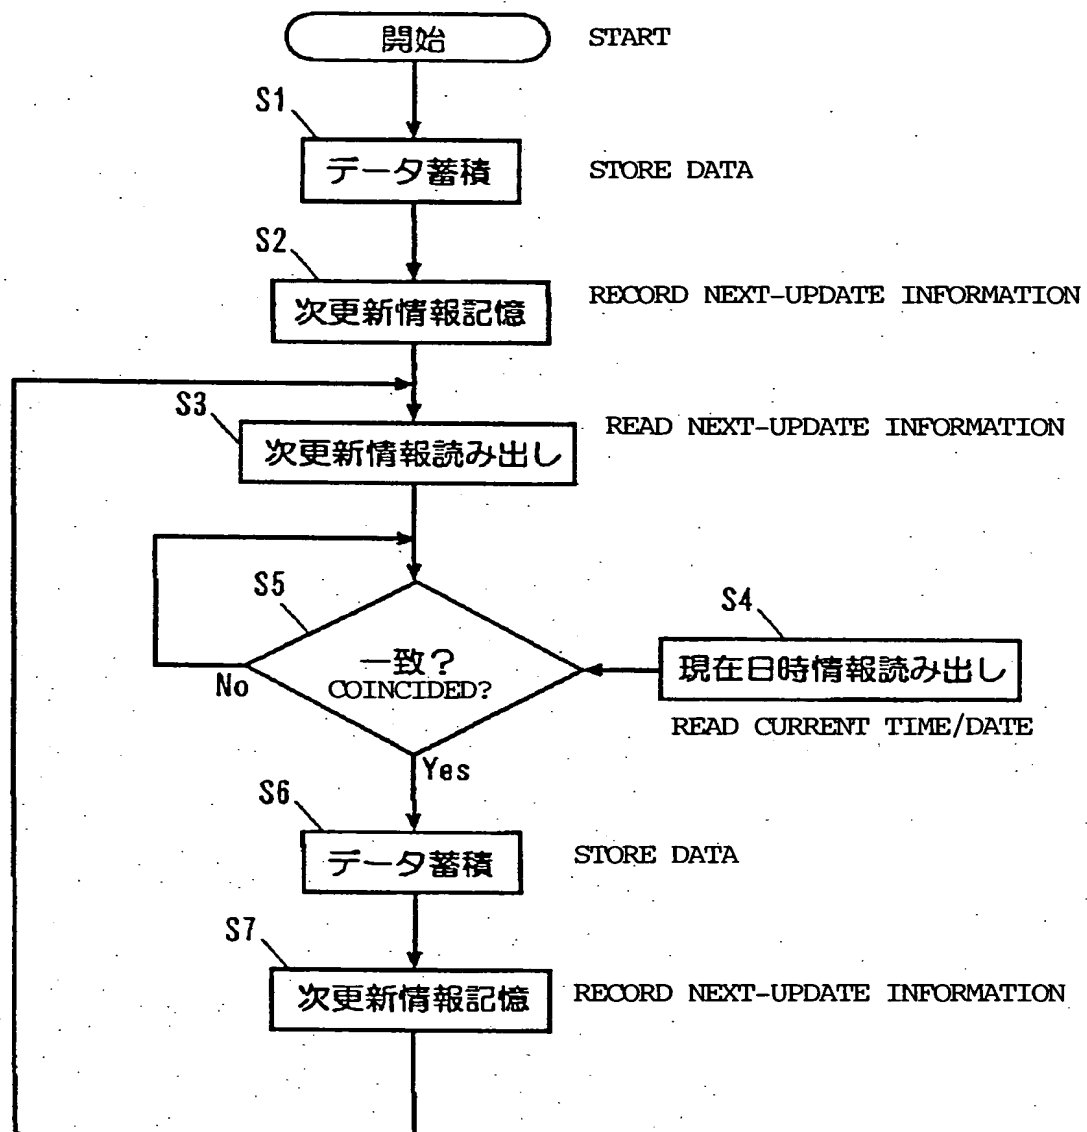 開始 START
S1
データ蓄積 STORE DATA
S2
次更新情報記憶 RECORD NEXT-UPDATE INFORMATION
S3
次更新情報読み出し READ NEXT-UPDATE INFORMATION
S5
一致?
COINCIDED?
No
S4
現在日時情報読み出し
READ CURRENT TIME/DATE
Yes
S6
データ蓄積 STORE DATA
S7
次更新情報記憶 RECORD NEXT-UPDATE INFORMATION